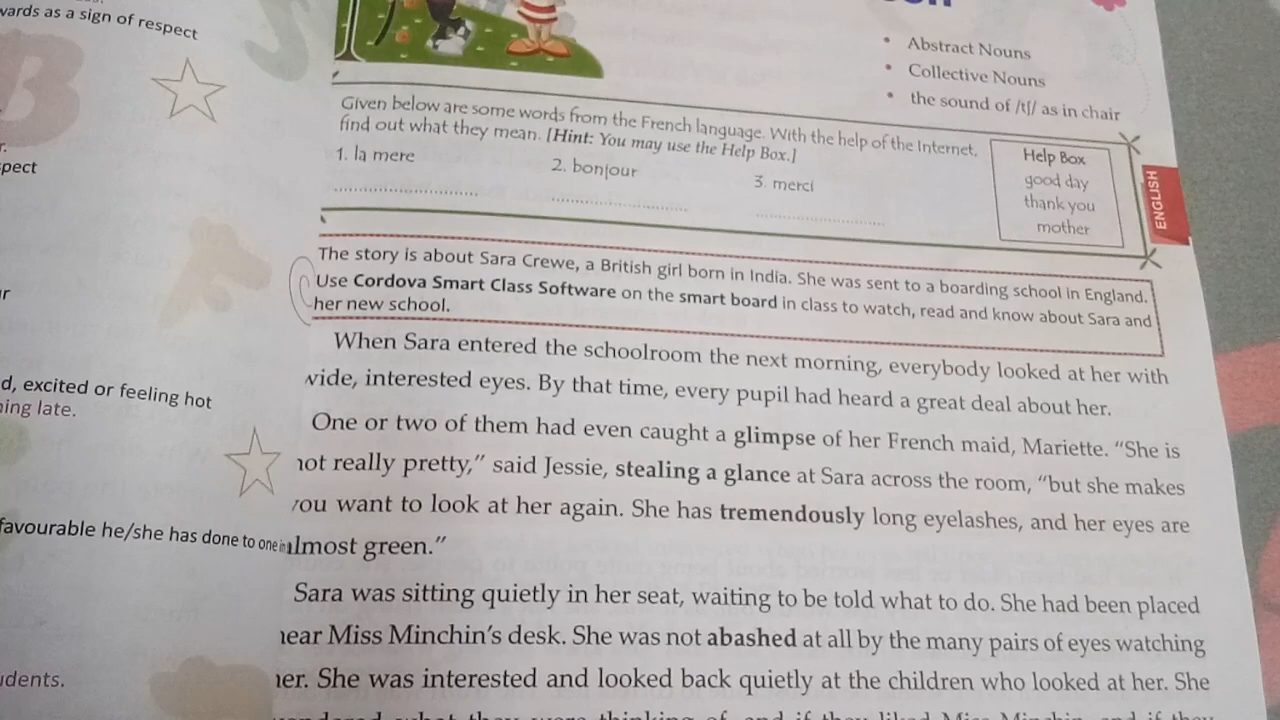 wards as a sign of respect
B
spect
d, excited or feeling hot
ning late.
favourable he/she has done to one
udents.
Abstract Nouns
Collective Nouns
the sound of /tʃ/ as in chair
Given below are some words from the French language. With the help of the Internet,
find out what they mean. [Hint: You may use the Help Box.]
1. la mere
2. bonjour
3. merci
Help Box
good day
thank you
mother
ENGLISH
The story is about Sara Crewe, a British girl born in India. She was sent to a boarding school in England.
Use Cordova Smart Class Software on the smart board in class to watch, read and know about Sara and
her new school.
When Sara entered the schoolroom the next morning, everybody looked at her with
wide, interested eyes. By that time, every pupil had heard a great deal about her.
One or two of them had even caught a glimpse of her French maid, Mariette. “She is
not really pretty,” said Jessie, stealing a glance at Sara across the room, “but she makes
you want to look at her again. She has tremendously long eyelashes, and her eyes are
almost green.”
Sara was sitting quietly in her seat, waiting to be told what to do. She had been placed
near Miss Minchin’s desk. She was not abashed at all by the many pairs of eyes watching
her. She was interested and looked back quietly at the children who looked at her. She